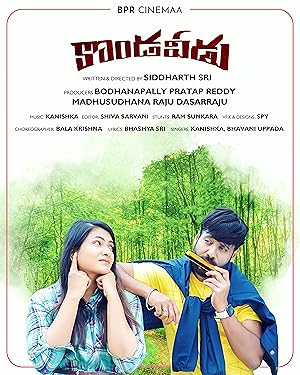 BPR CINEMAA
కొండవీడు
WRITTEN & DIRECTED BY SIDDHARTH SRI
PRODUCERS BODHANAPALLY PRATAP REDDY
MADHUSUDHANA RAJU DASARRAJU
MUSIC KANISHKA EDITOR SHIVA SARVANI STUNTS RAM SUNKARA VFX & DESIGNS SPY
CHOREOGRAPHER BALA KRISHNA LYRICS BHASHYA SRI SINGERS KANISHKA, BHAVANI UPPADA